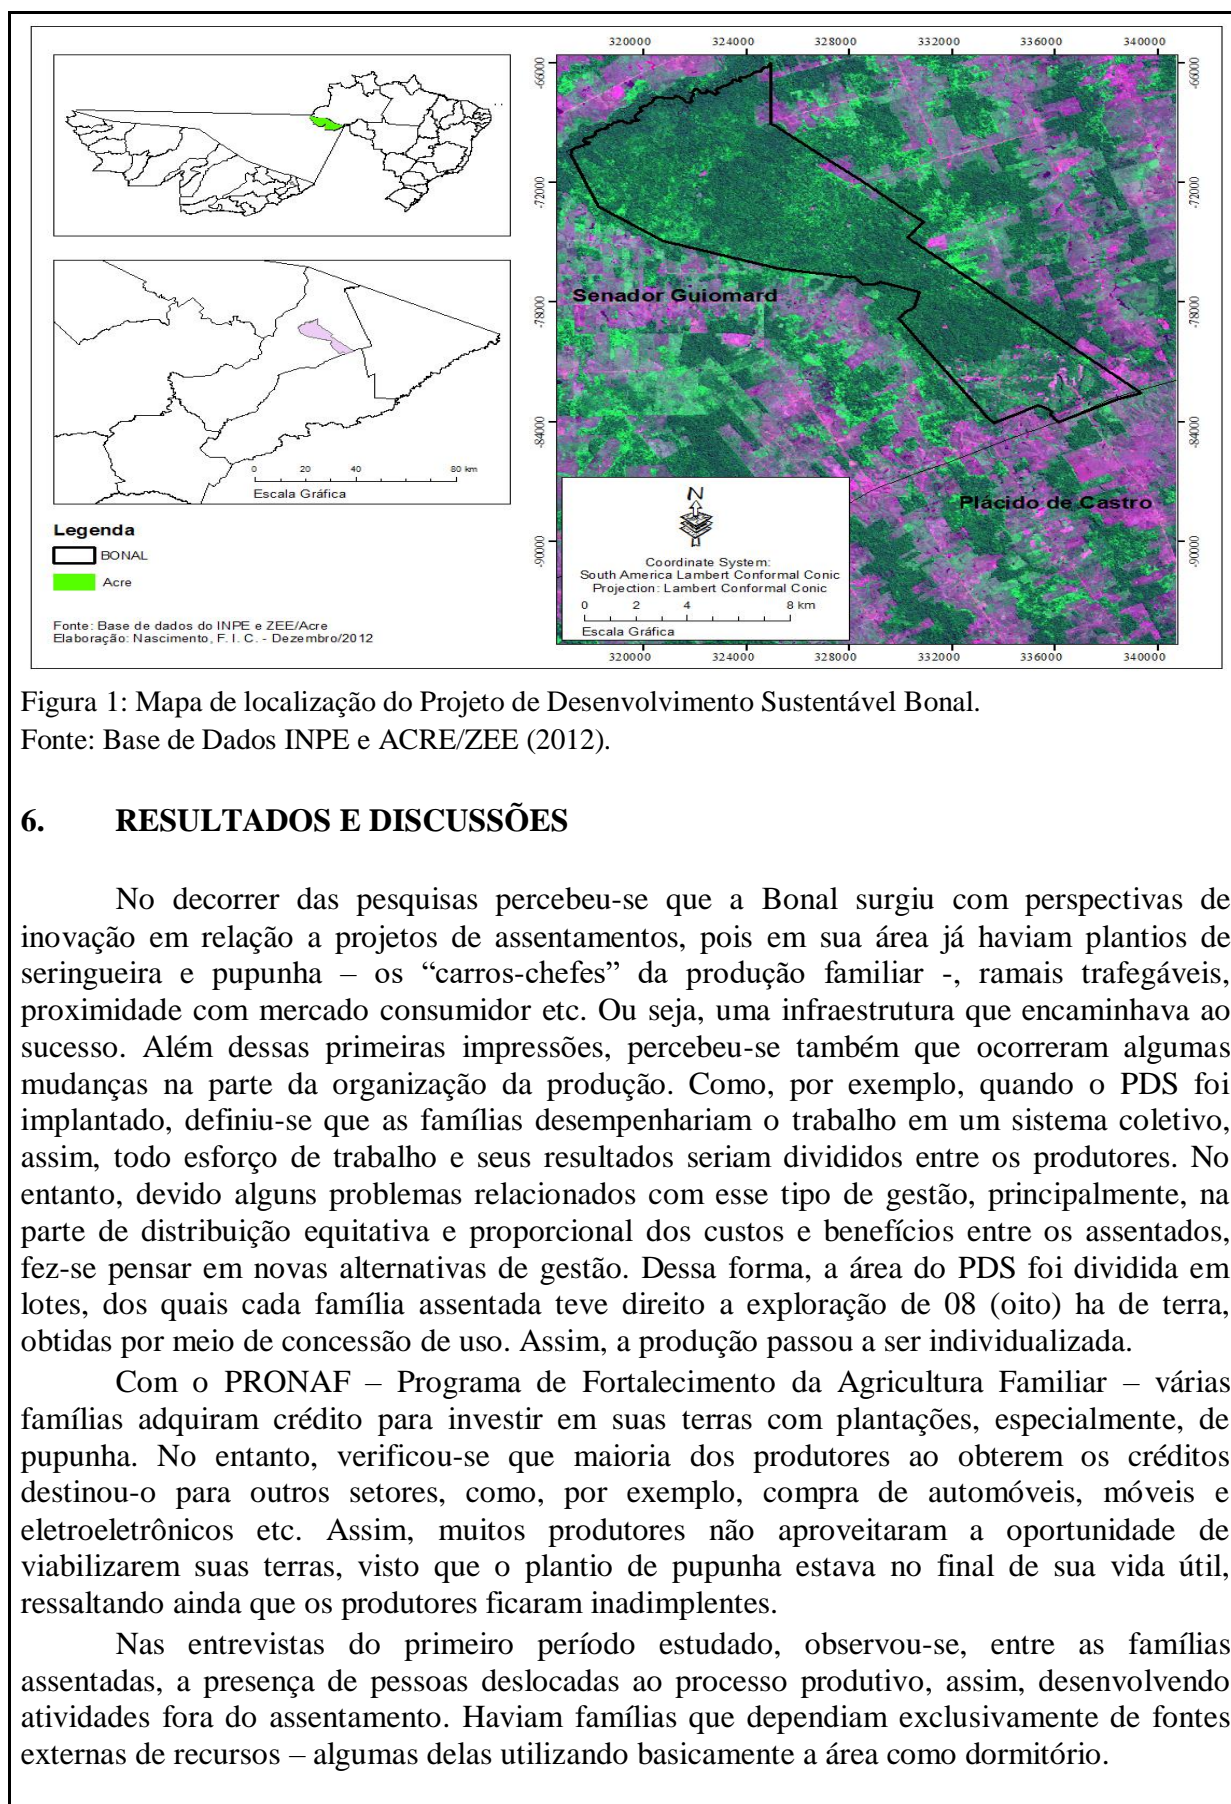 320000 324000 328000 332000 336000 340000
-66000
-72000
-78000
-84000
-90000
-66000
-72000
-78000
-84000
-90000
Senador Guiomard
Plácido de Castro
0 20 40 80 km
Escala Gráfica
Legenda
BONAL
Acre
Fonte: Base de dados do INPE e ZEE/Acre
Elaboração: Nascimento, F. I. C. - Dezembro/2012
N
Coordinate System:
South America Lambert Conformal Conic
Projection: Lambert Conformal Conic
0 2 4 8 km
Escala Gráfica
320000 324000 328000 332000 336000 340000
Figura 1: Mapa de localização do Projeto de Desenvolvimento Sustentável Bonal.
Fonte: Base de Dados INPE e ACRE/ZEE (2012).
6. RESULTADOS E DISCUSSÕES
No decorrer das pesquisas percebeu-se que a Bonal surgiu com perspectivas de
inovação em relação a projetos de assentamentos, pois em sua área já haviam plantios de
seringueira e pupunha – os “carros-chefes” da produção familiar -, ramais trafegáveis,
proximidade com mercado consumidor etc. Ou seja, uma infraestrutura que encaminhava ao
sucesso. Além dessas primeiras impressões, percebeu-se também que ocorreram algumas
mudanças na parte da organização da produção. Como, por exemplo, quando o PDS foi
implantado, definiu-se que as famílias desempenhariam o trabalho em um sistema coletivo,
assim, todo esforço de trabalho e seus resultados seriam divididos entre os produtores. No
entanto, devido alguns problemas relacionados com esse tipo de gestão, principalmente, na
parte de distribuição equitativa e proporcional dos custos e benefícios entre os assentados,
fez-se pensar em novas alternativas de gestão. Dessa forma, a área do PDS foi dividida em
lotes, dos quais cada família assentada teve direito a exploração de 08 (oito) ha de terra,
obtidas por meio de concessão de uso. Assim, a produção passou a ser individualizada.
Com o PRONAF – Programa de Fortalecimento da Agricultura Familiar – várias
famílias adquiram crédito para investir em suas terras com plantações, especialmente, de
pupunha. No entanto, verificou-se que maioria dos produtores ao obterem os créditos
destinou-o para outros setores, como, por exemplo, compra de automóveis, móveis e
eletroeletrônicos etc. Assim, muitos produtores não aproveitaram a oportunidade de
viabilizarem suas terras, visto que o plantio de pupunha estava no final de sua vida útil,
ressaltando ainda que os produtores ficaram inadimplentes.
Nas entrevistas do primeiro período estudado, observou-se, entre as famílias
assentadas, a presença de pessoas deslocadas ao processo produtivo, assim, desenvolvendo
atividades fora do assentamento. Haviam famílias que dependiam exclusivamente de fontes
externas de recursos – algumas delas utilizando basicamente a área como dormitório.